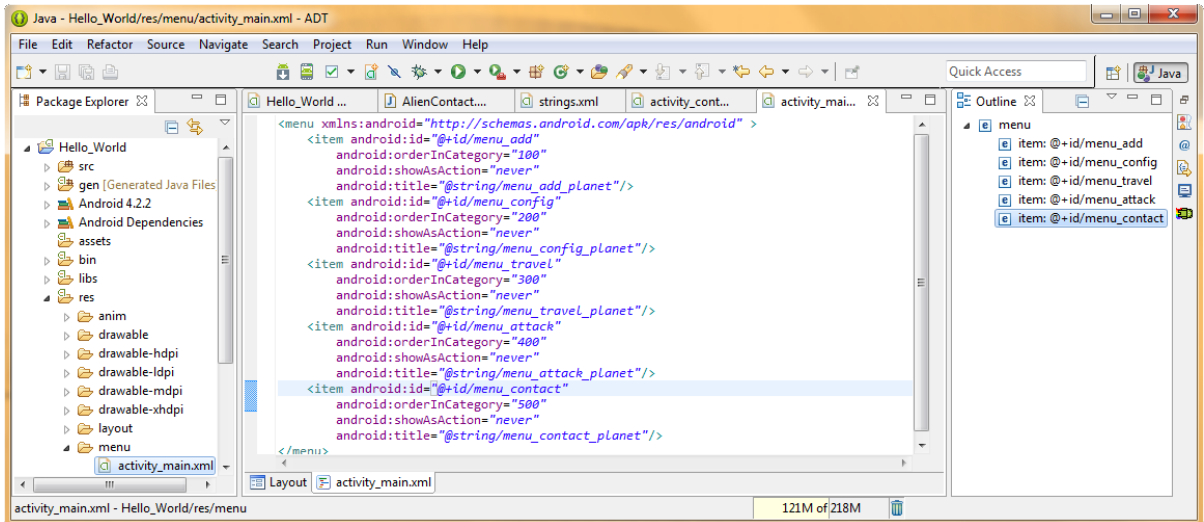 Java - Hello_World/res/menu/activity_main.xml - ADT
File Edit Refactor Source Navigate Search Project Run Window Help
Quick Access
Java
Package Explorer
Hello_World
src
gen [Generated Java Files
Android 4.2.2
Android Dependencies
assets
bin
libs
res
anim
drawable
drawable-hdpi
drawable-ldpi
drawable-mdpi
drawable-xhdpi
layout
menu
activity_main.xml
Hello_World ... AlienContact.... strings.xml activity_cont... activity_mai...
<menu xmlns:android="http://schemas.android.com/apk/res/android" >
<item android:id="@+id/menu_add"
android:orderInCategory="100"
android:showAsAction="never"
android:title="@string/menu_add_planet"/>
<item android:id="@+id/menu_config"
android:orderInCategory="200"
android:showAsAction="never"
android:title="@string/menu_config_planet"/>
<item android:id="@+id/menu_travel"
android:orderInCategory="300"
android:showAsAction="never"
android:title="@string/menu_travel_planet"/>
<item android:id="@+id/menu_attack"
android:orderInCategory="400"
android:showAsAction="never"
android:title="@string/menu_attack_planet"/>
<item android:id="@+id/menu_contact"
android:orderInCategory="500"
android:showAsAction="never"
android:title="@string/menu_contact_planet"/>
</menu>
Layout activity_main.xml
Outline
menu
item: @+id/menu_add
item: @+id/menu_config
item: @+id/menu_travel
item: @+id/menu_attack
item: @+id/menu_contact
activity_main.xml - Hello_World/res/menu
121M of 218M